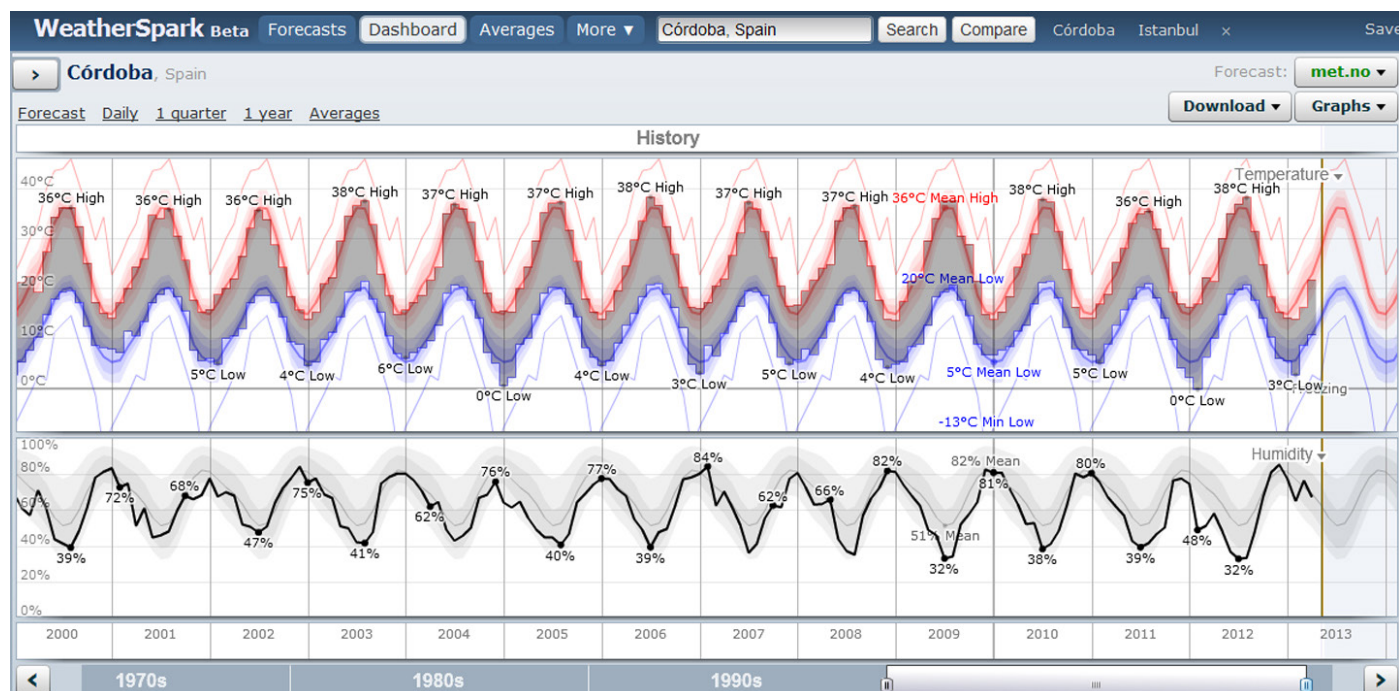 WeatherSpark Beta Forecasts Dashboard Averages More ▼ Córdoba, Spain Search Compare Córdoba Istanbul × Save
› Córdoba, Spain Forecast: met.no ▾
Forecast Daily 1 quarter 1 year Averages Download ▾ Graphs ▾
History
Temperature
40°C
36°C High 36°C High 36°C High 38°C High 37°C High 37°C High 38°C High 37°C High 37°C High 36°C Mean High 38°C High 36°C High 38°C High
30°C
20°C 20°C Mean Low
10°C
5°C Low 4°C Low 6°C Low 0°C Low 4°C Low 3°C Low 5°C Low 4°C Low 5°C Mean Low 5°C Low 0°C Low 3°C Low
0°C Freezing
-13°C Min Low
100%
Humidity
80%
72% 68% 75% 76% 77% 84% 62% 66% 82% 82% Mean 81% 80%
60%
62% 48%
40%
39% 47% 41% 40% 39% 51% Mean 32% 38% 39% 32%
20%
0%
2000 2001 2002 2003 2004 2005 2006 2007 2008 2009 2010 2011 2012 2013
1970s 1980s 1990s